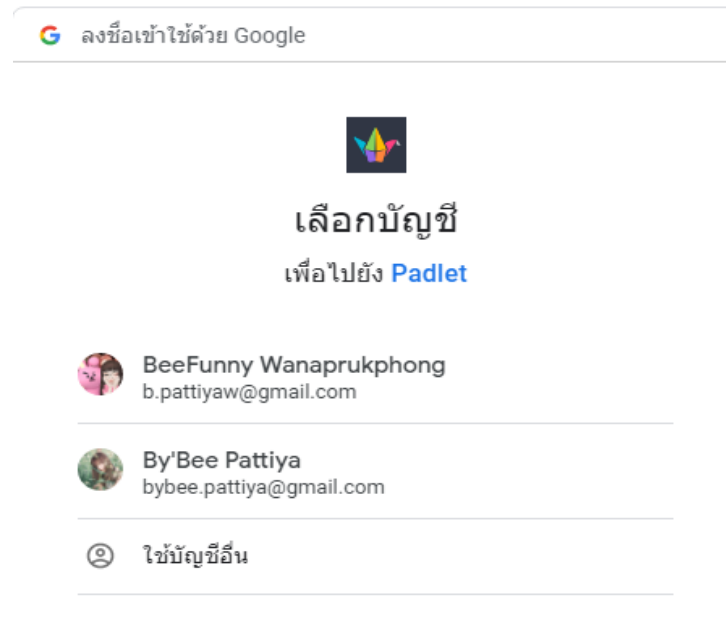 ลงชื่อเข้าใช้ด้วย Google
เลือกบัญชี
เพื่อไปยัง Padlet
BeeFunny Wanaprukphong
b.pattiyaw@gmail.com
By'Bee Pattiya
bybee.pattiya@gmail.com
ใช้บัญชีอื่น